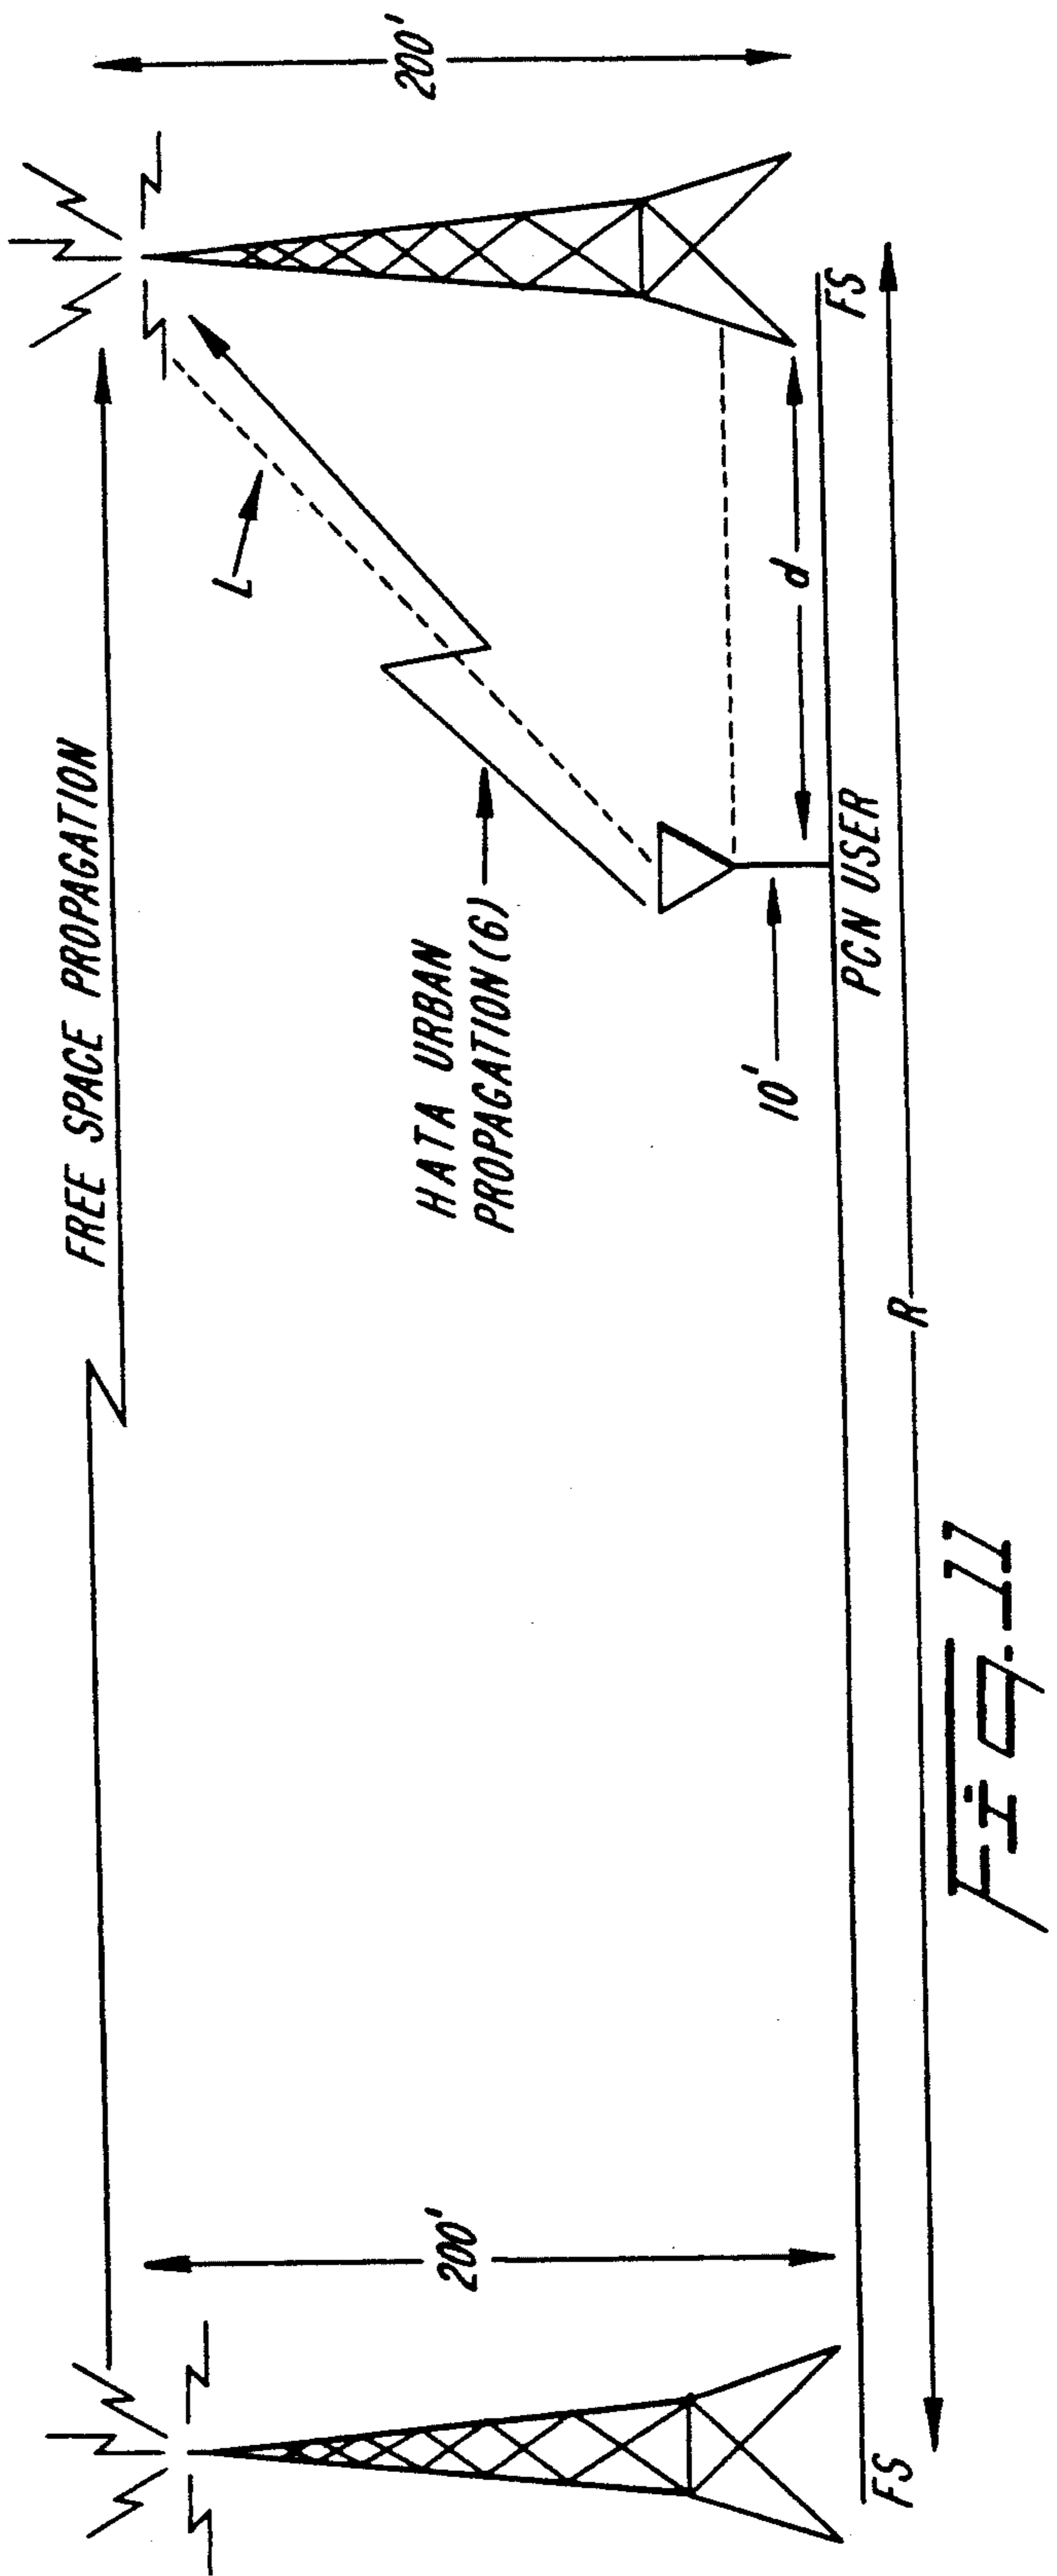 FREE SPACE PROPAGATION
200'
200'
L
HATA URBAN
PROPAGATION(6)
10'
d
FS
PCN USER
FS
R
Fig. 11